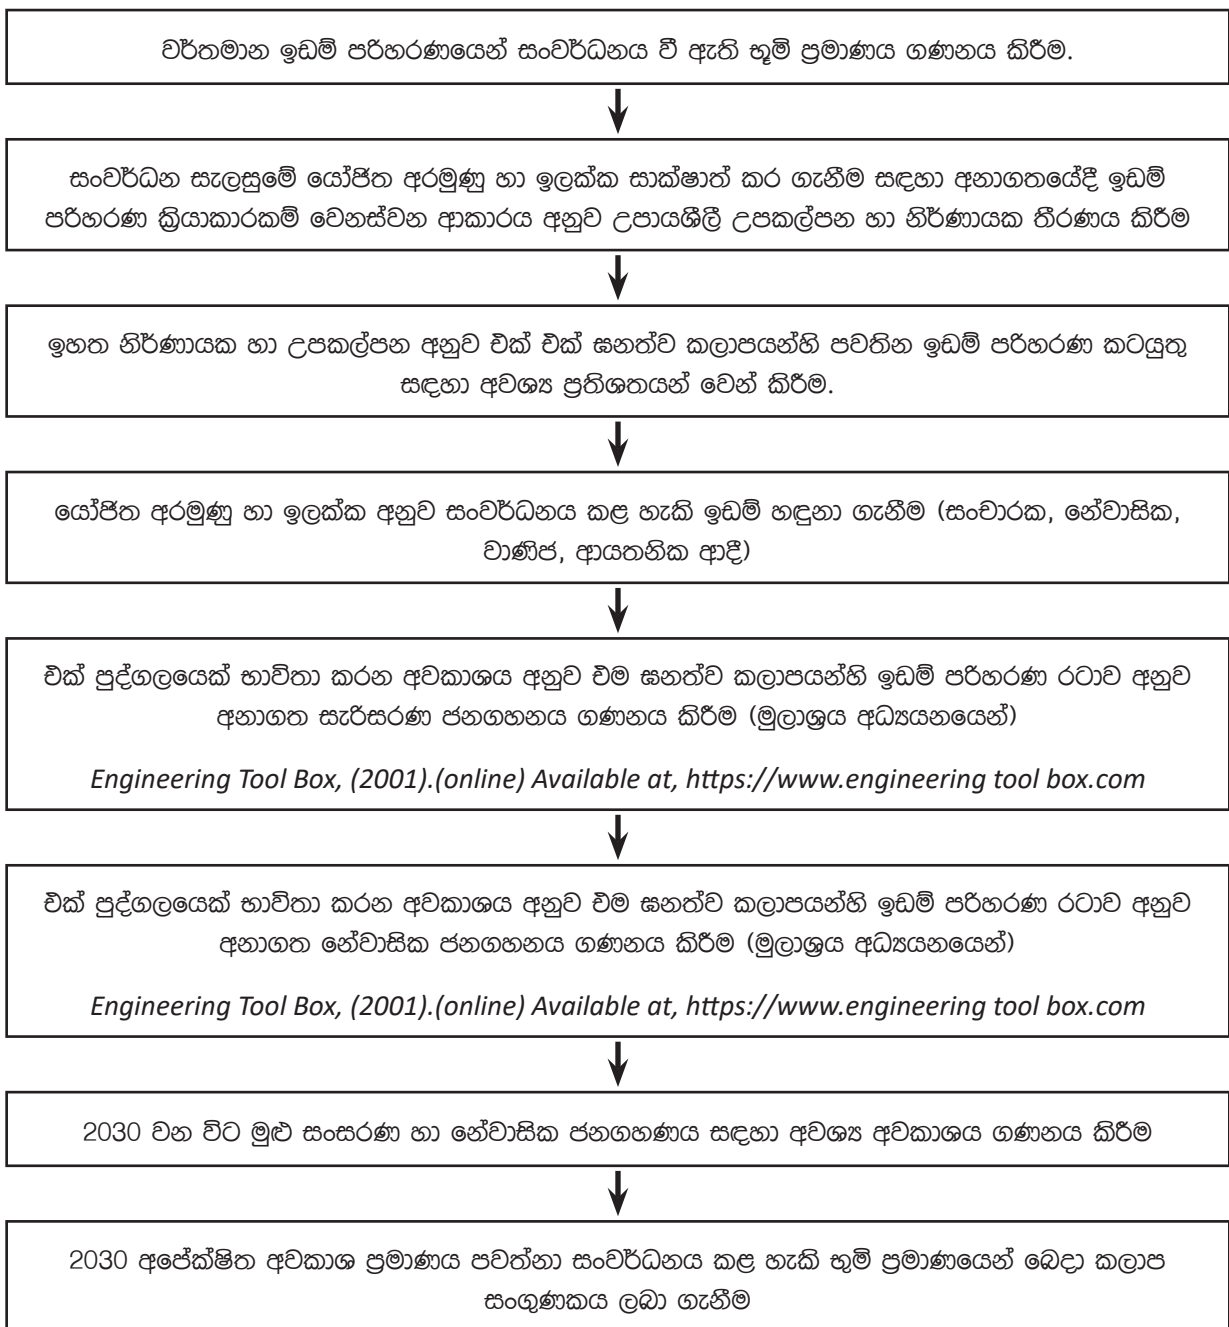 වර්තමාන ඉඩම් පරිහරණයෙන් සංවර්ධනය වී ඇති භූමි ප්‍රමාණය ගණනය කිරීම.
සංවර්ධන සැලසුමේ යෝජිත අරමුණු හා ඉලක්ක සාක්ෂාත් කර ගැනීම සඳහා අනාගතයේදී ඉඩම්
පරිහරණ ක්‍රියාකාරකම් වෙනස්වන ආකාරය අනුව උපායශීලී උපකල්පන හා නිර්ණායක තීරණය කිරීම
ඉහත නිර්ණායක හා උපකල්පන අනුව එක් එක් ඝනත්ව කලාපයන්හි පවතින ඉඩම් පරිහරණ කටයුතු
සඳහා අවශ්‍ය ප්‍රතිශතයන් වෙන් කිරීම.
යෝජිත අරමුණු හා ඉලක්ක අනුව සංවර්ධනය කළ හැකි ඉඩම් හඳුනා ගැනීම (සංචාරක, නේවාසික,
වාණිජ, ආයතනික ආදී)
එක් පුද්ගලයෙක් භාවිතා කරන අවකාශය අනුව එම ඝනත්ව කලාපයන්හි ඉඩම් පරිහරණ රටාව අනුව
අනාගත සැරිසරණ ජනගහනය ගණනය කිරීම (මුලාශ්‍රය අධ්‍යයනයෙන්)
Engineering Tool Box, (2001).(online) Available at, https://www.engineering tool box.com
එක් පුද්ගලයෙක් භාවිතා කරන අවකාශය අනුව එම ඝනත්ව කලාපයන්හි ඉඩම් පරිහරණ රටාව අනුව
අනාගත නේවාසික ජනගහනය ගණනය කිරීම (මුලාශ්‍රය අධ්‍යයනයෙන්)
Engineering Tool Box, (2001).(online) Available at, https://www.engineering tool box.com
2030 වන විට මුළු සංසරණ හා නේවාසික ජනගහණය සඳහා අවශ්‍ය අවකාශය ගණනය කිරීම
2030 අපේක්ෂිත අවකාශ ප්‍රමාණය පවත්නා සංවර්ධනය කළ හැකි භුමි ප්‍රමාණයෙන් බෙදා කලාප
සංගුණකය ලබා ගැනීම